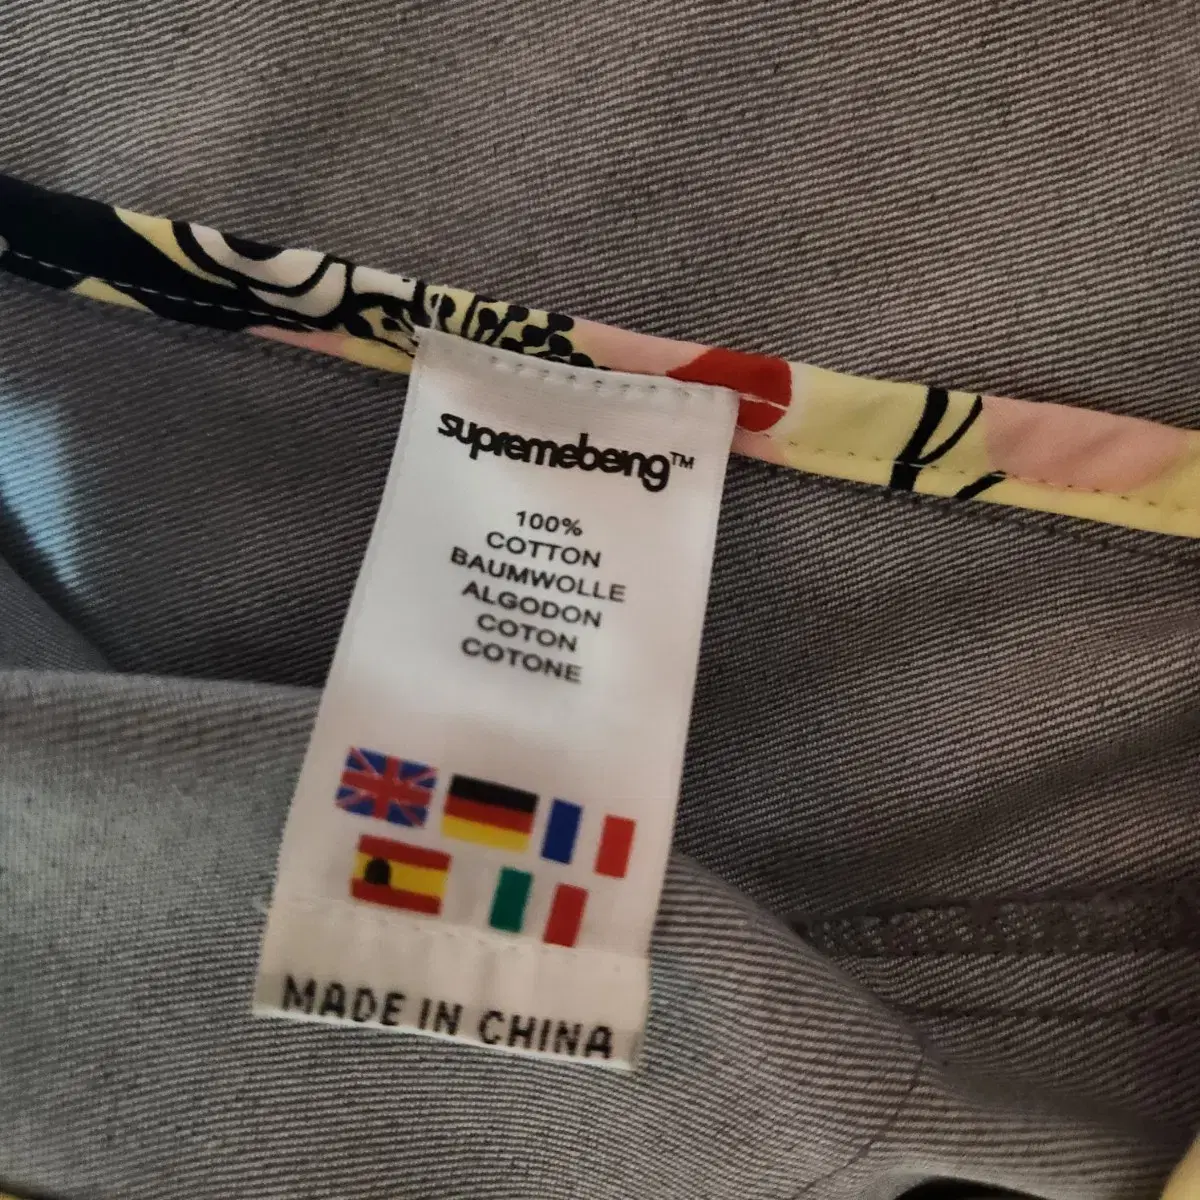 supremebeing™
100%
COTTON
BAUMWOLLE
ALGODON
COTON
COTONE
MADE IN CHINA